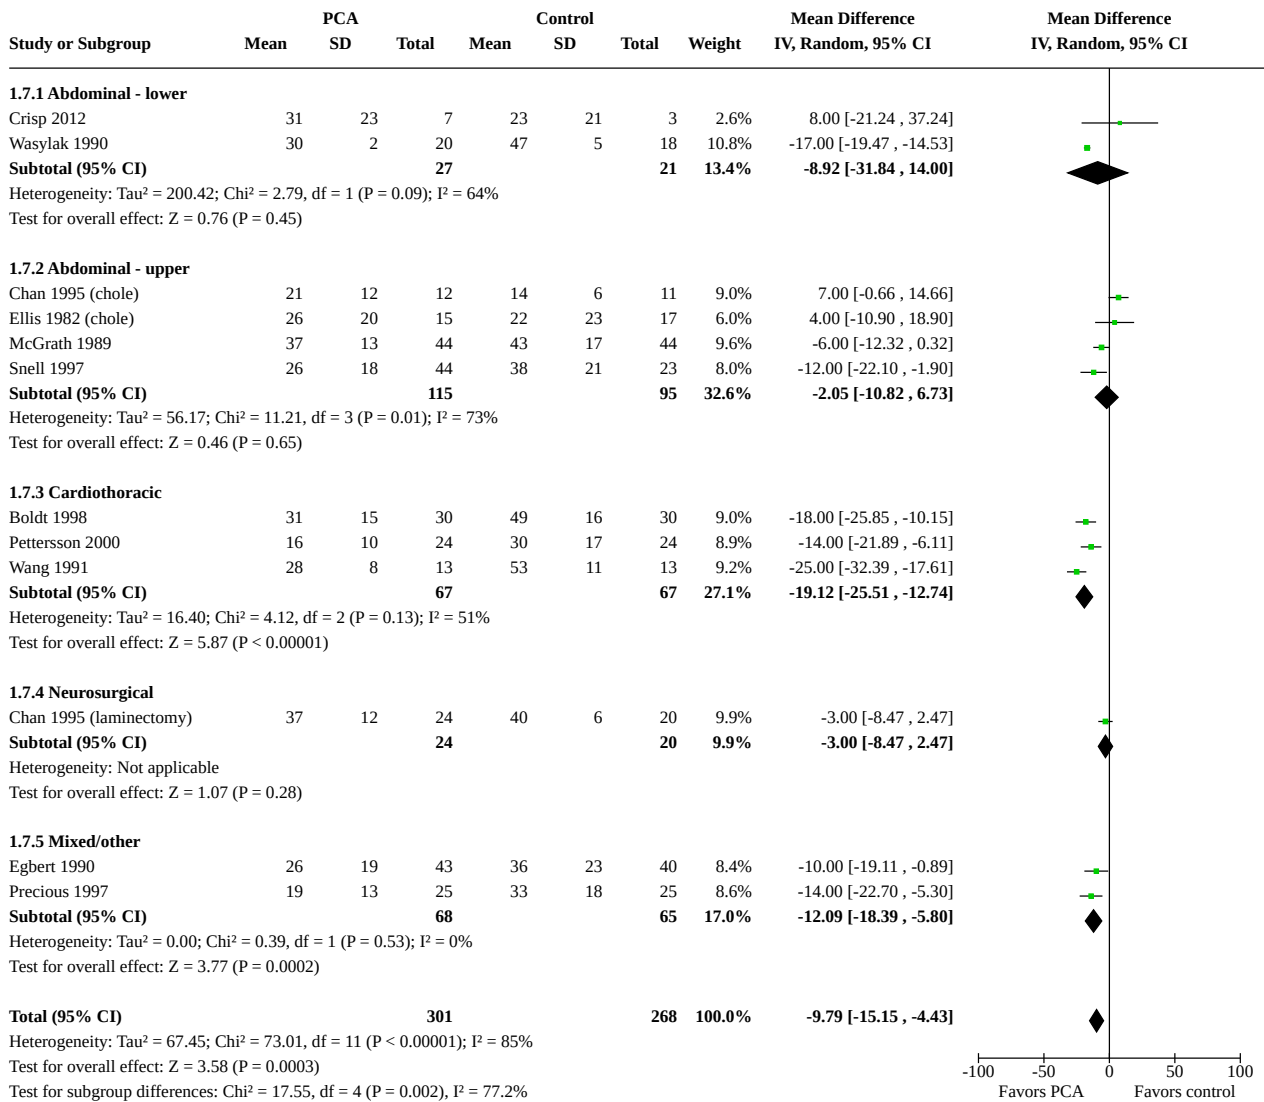 PCA Control Mean Difference Mean Difference
Study or Subgroup Mean SD Total Mean SD Total Weight IV, Random, 95% CI IV, Random, 95% CI
1.7.1 Abdominal - lower
Crisp 2012 31 23 7 23 21 3 2.6% 8.00 [-21.24 , 37.24]
Wasylak 1990 30 2 20 47 5 18 10.8% -17.00 [-19.47 , -14.53]
Subtotal (95% CI) 27 21 13.4% -8.92 [-31.84 , 14.00]
Heterogeneity: Tau² = 200.42; Chi² = 2.79, df = 1 (P = 0.09); I² = 64%
Test for overall effect: Z = 0.76 (P = 0.45)
1.7.2 Abdominal - upper
Chan 1995 (chole) 21 12 12 14 6 11 9.0% 7.00 [-0.66 , 14.66]
Ellis 1982 (chole) 26 20 15 22 23 17 6.0% 4.00 [-10.90 , 18.90]
McGrath 1989 37 13 44 43 17 44 9.6% -6.00 [-12.32 , 0.32]
Snell 1997 26 18 44 38 21 23 8.0% -12.00 [-22.10 , -1.90]
Subtotal (95% CI) 115 95 32.6% -2.05 [-10.82 , 6.73]
Heterogeneity: Tau² = 56.17; Chi² = 11.21, df = 3 (P = 0.01); I² = 73%
Test for overall effect: Z = 0.46 (P = 0.65)
1.7.3 Cardiothoracic
Boldt 1998 31 15 30 49 16 30 9.0% -18.00 [-25.85 , -10.15]
Pettersson 2000 16 10 24 30 17 24 8.9% -14.00 [-21.89 , -6.11]
Wang 1991 28 8 13 53 11 13 9.2% -25.00 [-32.39 , -17.61]
Subtotal (95% CI) 67 67 27.1% -19.12 [-25.51 , -12.74]
Heterogeneity: Tau² = 16.40; Chi² = 4.12, df = 2 (P = 0.13); I² = 51%
Test for overall effect: Z = 5.87 (P < 0.00001)
1.7.4 Neurosurgical
Chan 1995 (laminectomy) 37 12 24 40 6 20 9.9% -3.00 [-8.47 , 2.47]
Subtotal (95% CI) 24 20 9.9% -3.00 [-8.47 , 2.47]
Heterogeneity: Not applicable
Test for overall effect: Z = 1.07 (P = 0.28)
1.7.5 Mixed/other
Egbert 1990 26 19 43 36 23 40 8.4% -10.00 [-19.11 , -0.89]
Precious 1997 19 13 25 33 18 25 8.6% -14.00 [-22.70 , -5.30]
Subtotal (95% CI) 68 65 17.0% -12.09 [-18.39 , -5.80]
Heterogeneity: Tau² = 0.00; Chi² = 0.39, df = 1 (P = 0.53); I² = 0%
Test for overall effect: Z = 3.77 (P = 0.0002)
Total (95% CI) 301 268 100.0% -9.79 [-15.15 , -4.43]
Heterogeneity: Tau² = 67.45; Chi² = 73.01, df = 11 (P < 0.00001); I² = 85%
Test for overall effect: Z = 3.58 (P = 0.0003)
-100 -50 0 50 100
Test for subgroup differences: Chi² = 17.55, df = 4 (P = 0.002), I² = 77.2%
Favors PCA Favors control